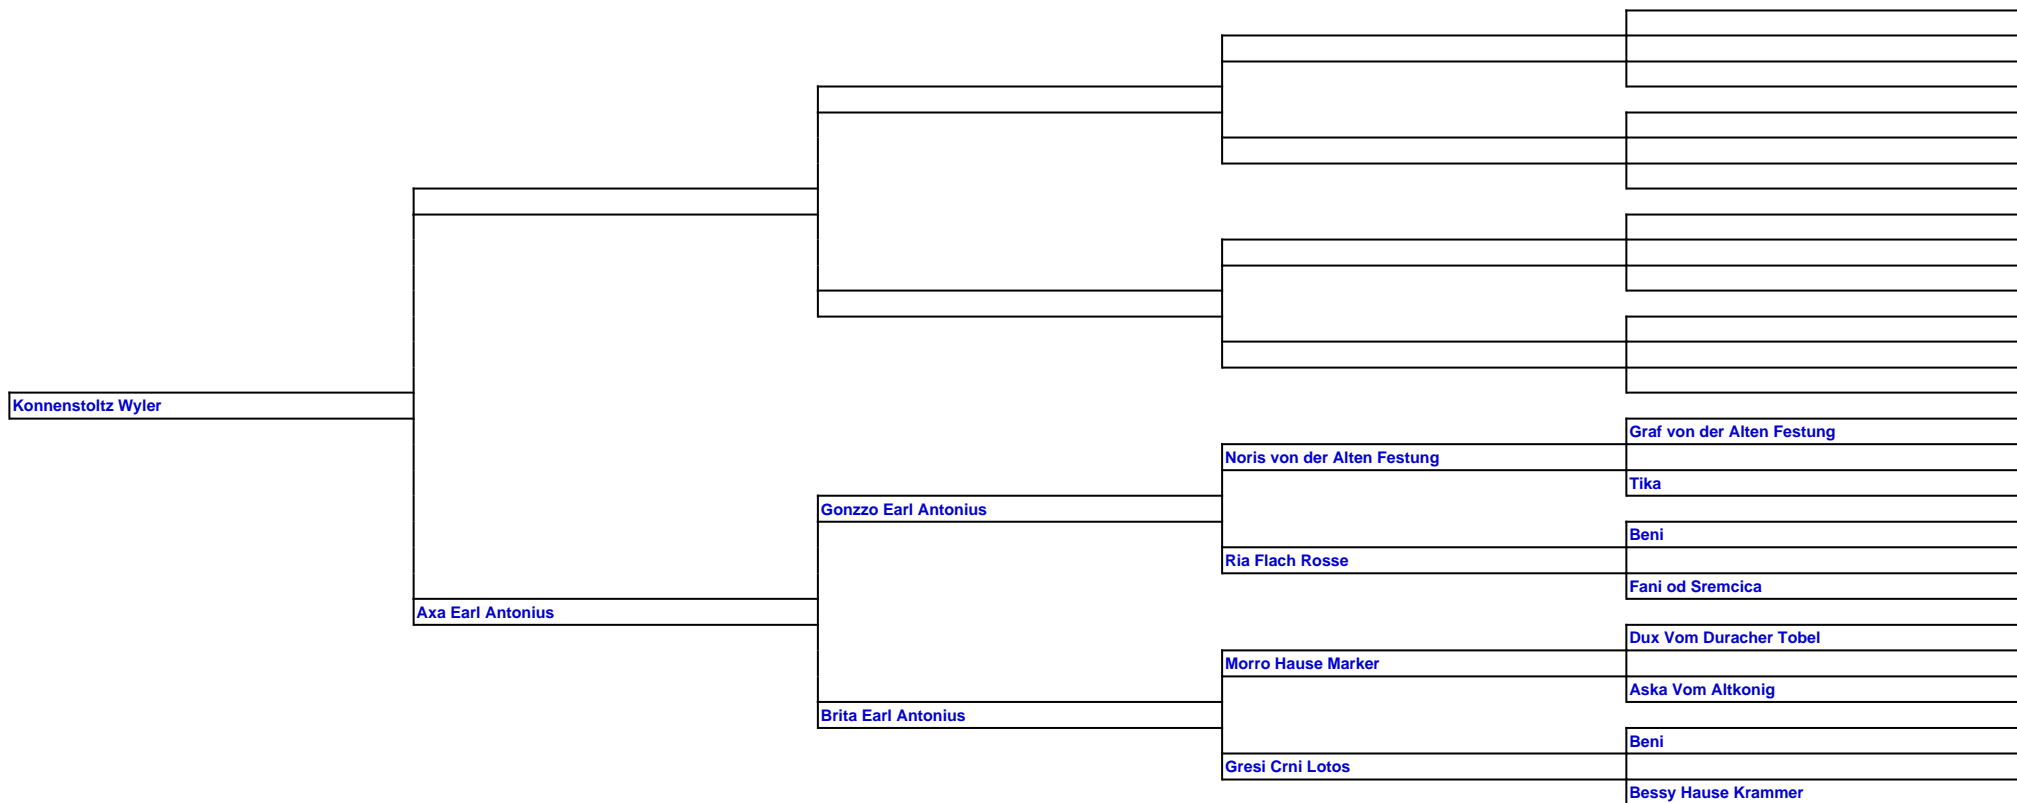 Konnenstoltz Wyler
Graf von der Alten Festung
Noris von der Alten Festung
Tika
Gonzzo Earl Antonius
Beni
Ria Flach Rosse
Fani od Sremcica
Axa Earl Antonius
Dux Vom Duracher Tobel
Morro Hause Marker
Aska Vom Altkonig
Brita Earl Antonius
Beni
Gresi Crni Lotos
Bessy Hause Krammer